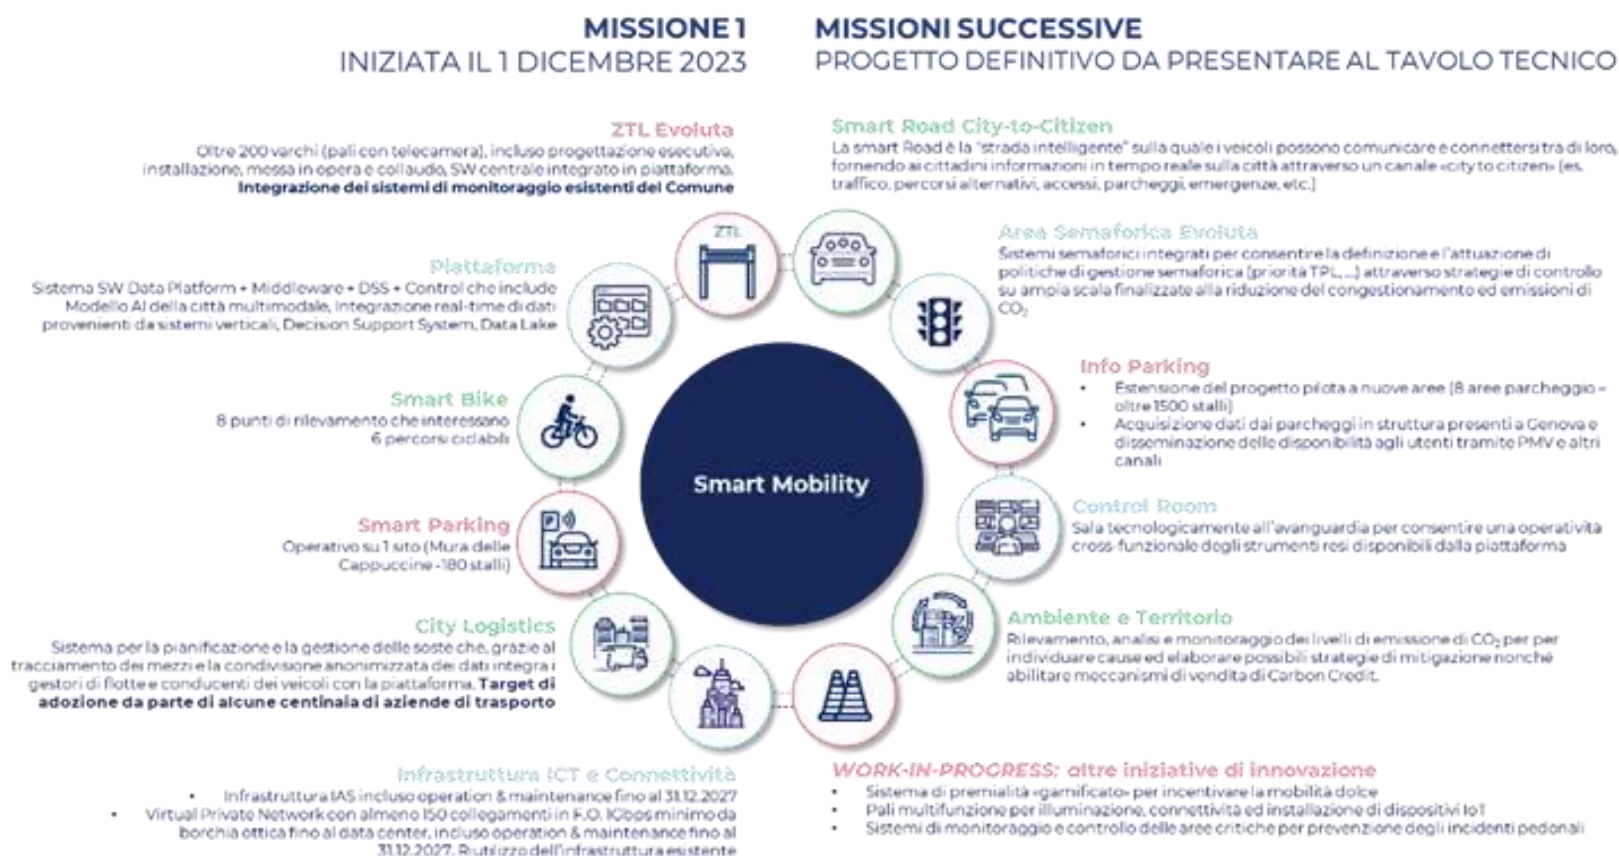 MISSIONE 1
INIZIATA IL 1 DICEMBRE 2023
ZTL Evoluta
Oltre 200 varchi (pali con telecamera), incluso progettazione esecutiva,
installazione, messa in opera e collaudo, SW centrale integrato in piattaforma.
Integrazione dei sistemi di monitoraggio esistenti del Comune
Piattaforma
Sistema SW Data Platform + Middleware + DSS + Control che include
Modello AI della città multimodale, Integrazione real-time di dati
provenienti da sistemi verticali, Decision Support System, Data Lake
Smart Bike
8 punti di rilevamento che interessano
6 percorsi ciclabili
Smart Parking
Operativo su 1 sito (Mura delle
Cappuccine -180 stalli)
City Logistics
Sistema per la pianificazione e la gestione delle soste che, grazie al
tracciamento dei mezzi e la condivisione anonimizzata dei dati integra i
gestori di flotte e conducenti dei veicoli con la piattaforma. Target di
adozione da parte di alcune centinaia di aziende di trasporto
Infrastruttura ICT e Connettività
• Infrastruttura IAS incluso operation & maintenance fino al 31.12.2027
• Virtual Private Network con almeno 150 collegamenti in F.O. 1Gbps minimo da
borchia ottica fino al data center, incluso operation & maintenance fino al
31.12.2027. Riutilizzo dell'infrastruttura esistente
ZTL
Smart Mobility
MISSIONI SUCCESSIVE
PROGETTO DEFINITIVO DA PRESENTARE AL TAVOLO TECNICO
Smart Road City-to-Citizen
La smart Road è la "strada intelligente" sulla quale i veicoli possono comunicare e connettersi tra di loro,
fornendo ai cittadini informazioni in tempo reale sulla città attraverso un canale «city to citizen» (es.
traffico, percorsi alternativi, accessi, parcheggi, emergenze, etc.)
Area Semaforica Evoluta
Sistemi semaforici integrati per consentire la definizione e l'attuazione di
politiche di gestione semaforica (priorità TPL, ...) attraverso strategie di controllo
su ampia scala finalizzate alla riduzione del congestionamento ed emissioni di
CO₂
Info Parking
• Estensione del progetto pilota a nuove aree (8 aree parcheggio –
oltre 1500 stalli)
• Acquisizione dati dai parcheggi in struttura presenti a Genova e
disseminazione delle disponibilità agli utenti tramite PMV e altri
canali
Control Room
Sala tecnologicamente all'avanguardia per consentire una operatività
cross-funzionale degli strumenti resi disponibili dalla piattaforma
Ambiente e Territorio
Rilevamento, analisi e monitoraggio dei livelli di emissione di CO₂ per per
individuare cause ed elaborare possibili strategie di mitigazione nonché
abilitare meccanismi di vendita di Carbon Credit.
WORK-IN-PROGRESS: altre iniziative di innovazione
• Sistema di premialità «gamificato» per incentivare la mobilità dolce
• Pali multifunzione per illuminazione, connettività ed installazione di dispositivi IoT
• Sistemi di monitoraggio e controllo delle aree critiche per prevenzione degli incidenti pedonali